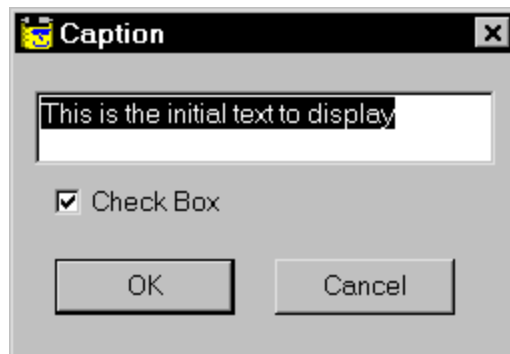 Caption
This is the initial text to display
Check Box
OK
Cancel